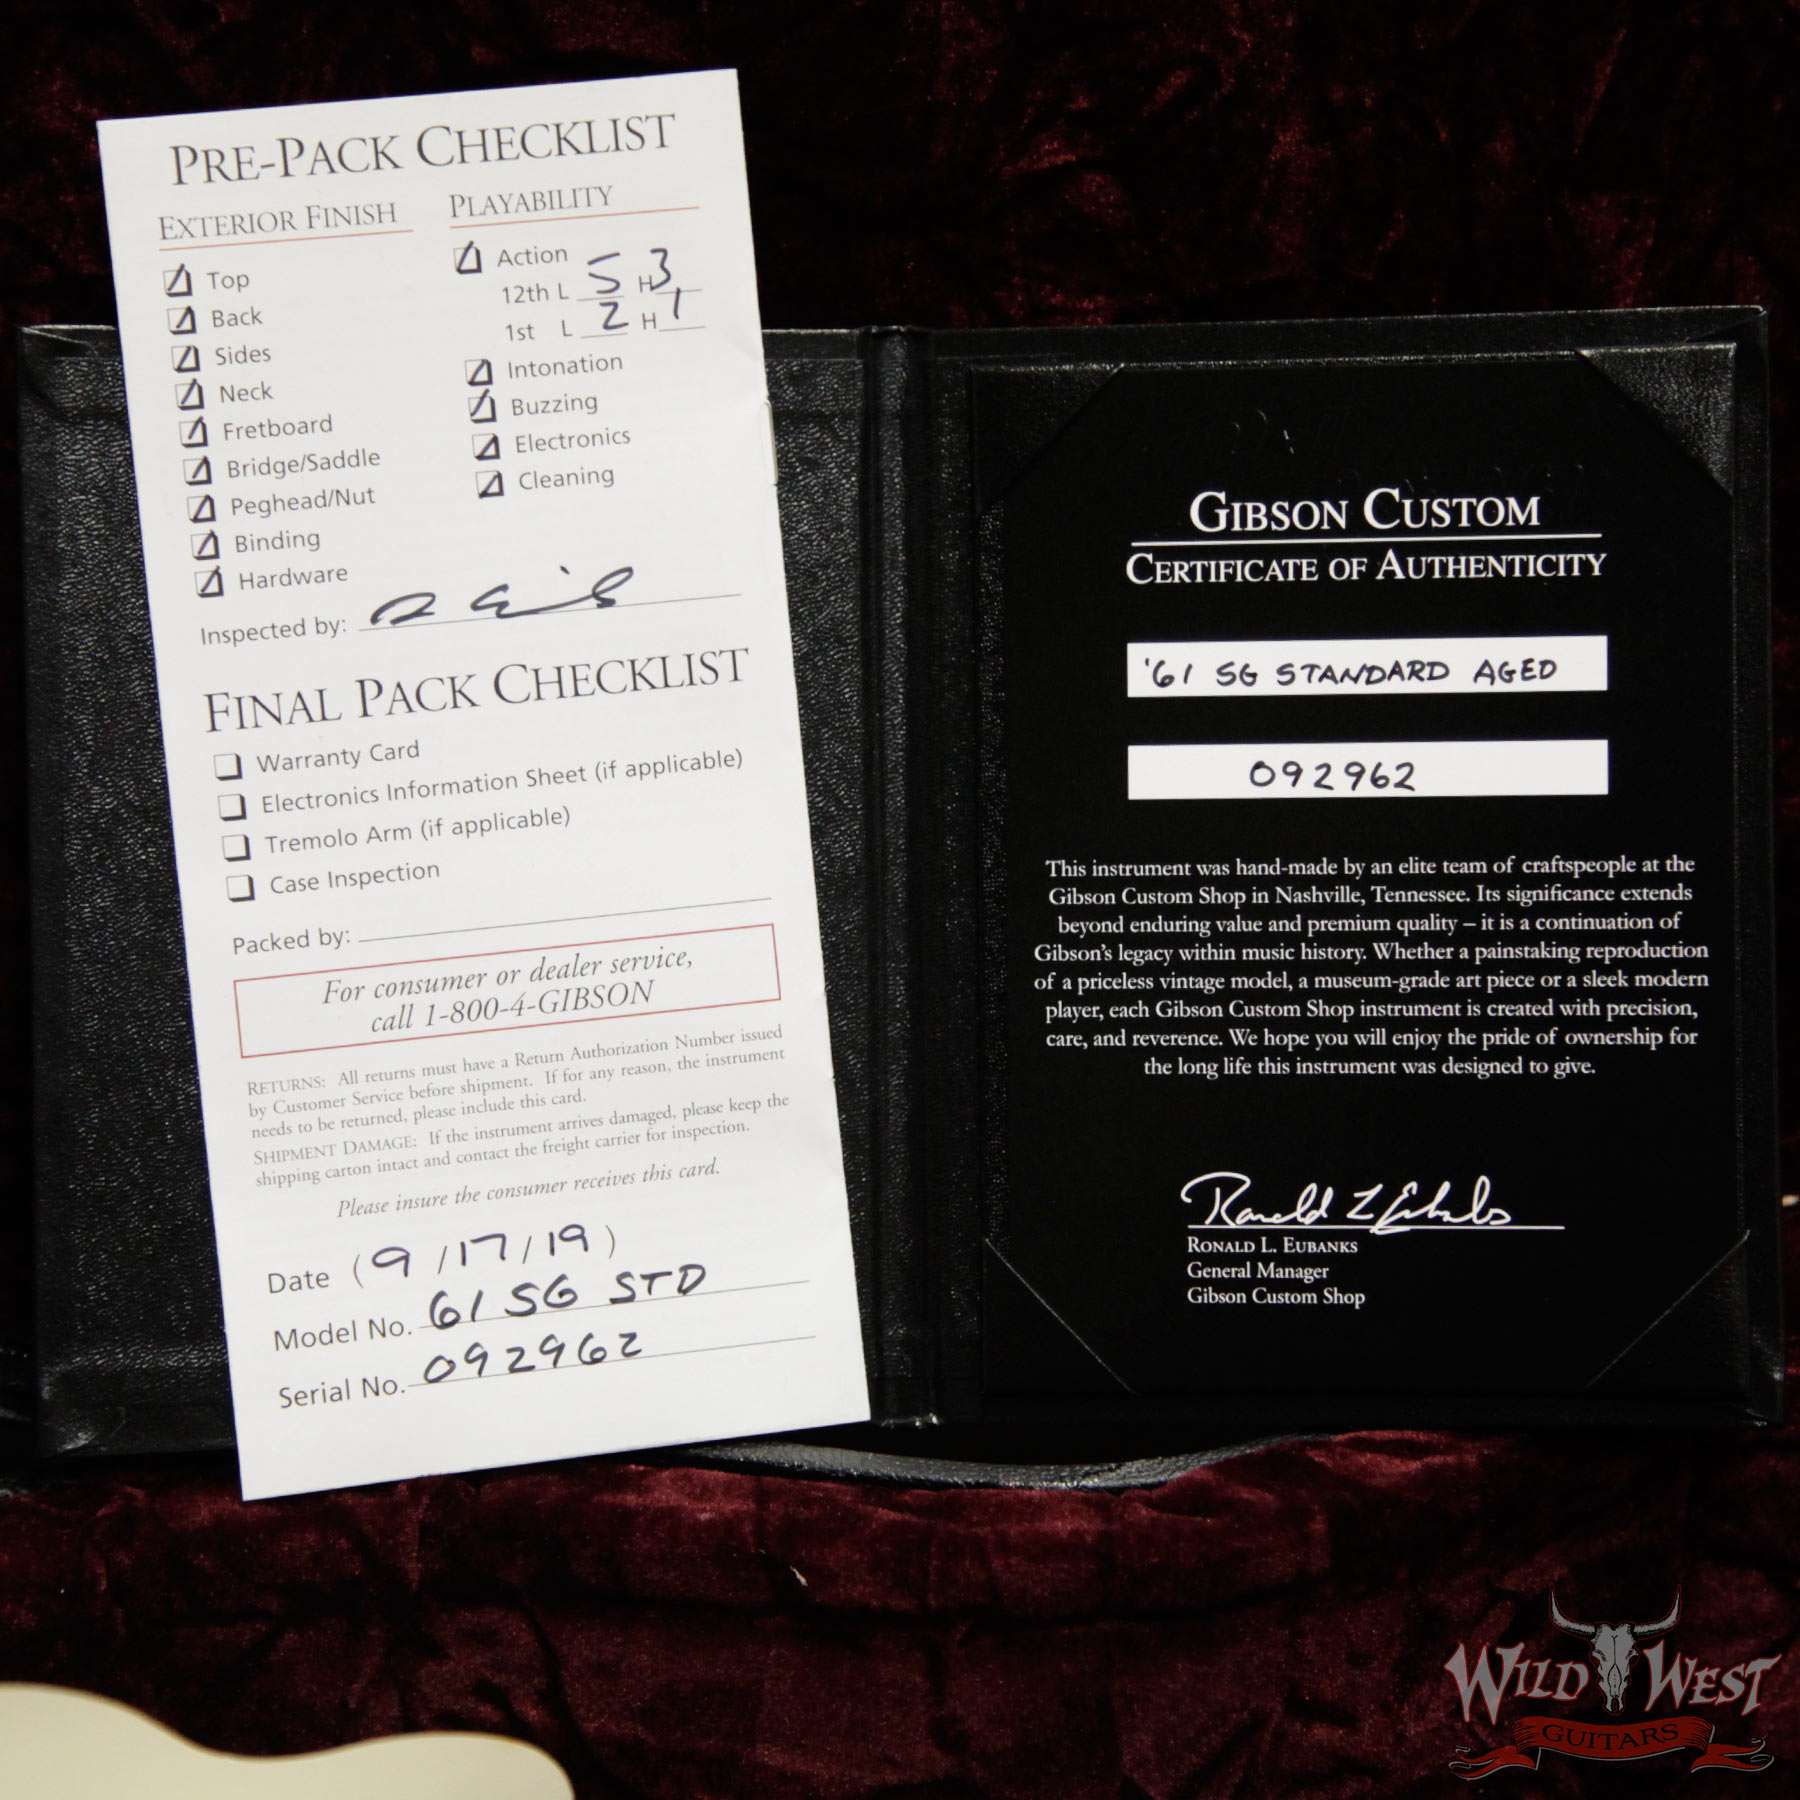 PRE-PACK CHECKLIST
EXTERIOR FINISH
Top
Back
Sides
Neck
Fretboard
Bridge/Saddle
Peghead/Nut
Binding
Hardware
PLAYABILITY
Action
12th L 5 H 3
1st L 2 H 1
Intonation
Buzzing
Electronics
Cleaning
Inspected by:
FINAL PACK CHECKLIST
Warranty Card
Electronics Information Sheet (if applicable)
Tremolo Arm (if applicable)
Case Inspection
Packed by:
For consumer or dealer service,
call 1-800-4-GIBSON
RETURNS: All returns must have a Return Authorization Number issued
by Customer Service before shipment. If for any reason, the instrument
needs to be returned, please include this card.
SHIPMENT DAMAGE: If the instrument arrives damaged, please keep the
shipping carton intact and contact the freight carrier for inspection.
Please insure the consumer receives this card.
Date (9/17/19)
Model No. 61 SG STD
Serial No. 092962
GIBSON CUSTOM
CERTIFICATE OF AUTHENTICITY
'61 SG STANDARD AGED
092962
This instrument was hand-made by an elite team of craftspeople at the
Gibson Custom Shop in Nashville, Tennessee. Its significance extends
beyond enduring value and premium quality – it is a continuation of
Gibson's legacy within music history. Whether a painstaking reproduction
of a priceless vintage model, a museum-grade art piece or a sleek modern
player, each Gibson Custom Shop instrument is created with precision,
care, and reverence. We hope you will enjoy the pride of ownership for
the long life this instrument was designed to give.
Ronald L Eubanks
RONALD L. EUBANKS
General Manager
Gibson Custom Shop
WILD WEST
GUITARS